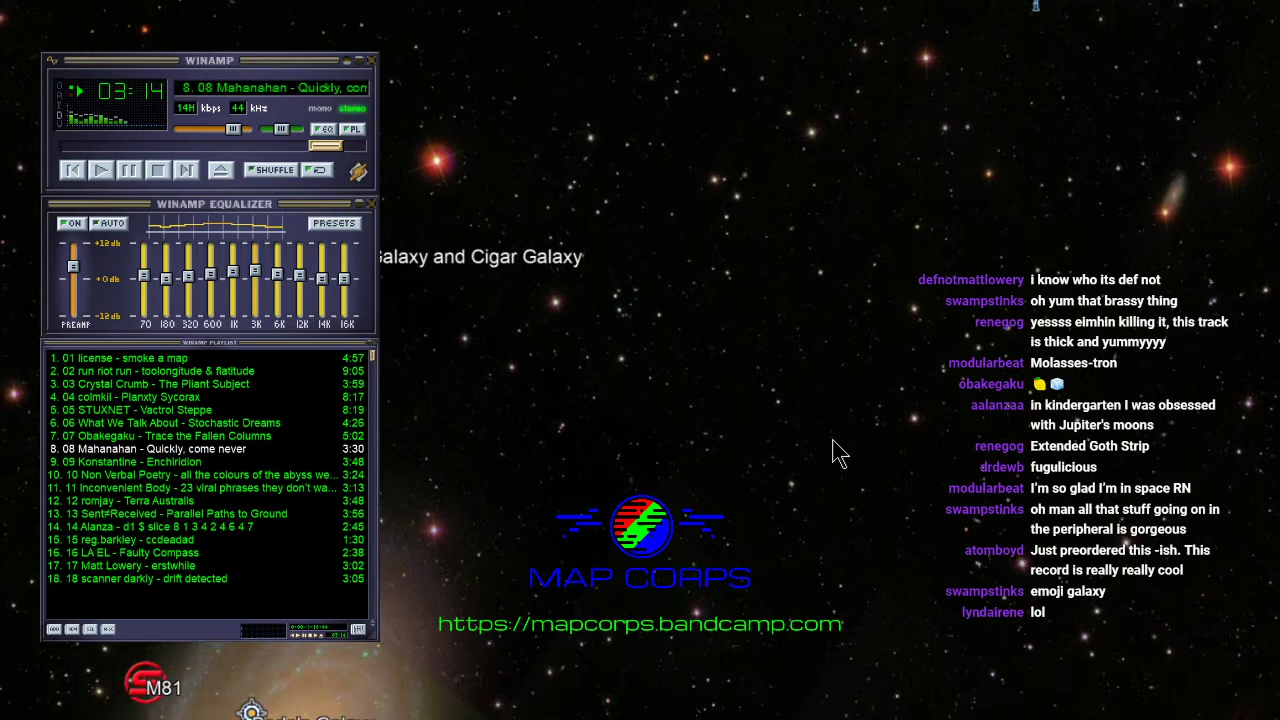 WINAMP
03:14
8. 08 Mahanahan - Quickly, con
kbps
44 kHz
mono stereo
EQ PL
SHUFFLE
WINAMP EQUALIZER
ON AUTO PRESETS
+12 db
+0 db
-12 db
PREAMP 70 180 320 600 1K 3K 6K 12K 14K 16K
Galaxy and Cigar Galaxy
WINAMP PLAYLIST
1. 01 license - smoke a map 4:57
2. 02 run riot run - toolongitude & flatitude 9:05
3. 03 Crystal Crumb - The Pliant Subject 3:59
4. 04 colmkil - Planxty Sycorax 8:17
5. 05 STUXNET - Vactrol Steppe 8:19
6. 06 What We Talk About - Stochastic Dreams 4:26
7. 07 Obakegaku - Trace the Fallen Columns 5:02
8. 08 Mahanahan - Quickly, come never 3:30
9. 09 Konstantine - Enchiridion 3:48
10. 10 Non Verbal Poetry - all the colours of the abyss we... 3:24
11. 11 Inconvenient Body - 23 viral phrases they don't wa... 3:13
12. 12 romjay - Terra Australis 3:48
13. 13 Sent≠Received - Parallel Paths to Ground 3:56
14. 14 Alanza - d1 $ slice 8 1 3 4 2 4 6 4 7 2:45
15. 15 reg.barkley - ccdeadad 1:30
16. 16 LA EL - Faulty Compass 2:38
17. 17 Matt Lowery - erstwhile 3:02
18. 18 scanner darkly - drift detected 3:05
ADD REM SEL MISC
03:14
MAP CORPS
https://mapcorps.bandcamp.com
defnotmattlowery i know who its def not
swampstinks oh yum that brassy thing
renegog yessss eimhin killing it, this track
is thick and yummyyyy
modularbeat Molasses-tron
obakegaku 🍋 🧊
aalanzaa in kindergarten I was obsessed
with Jupiter's moons
renegog Extended Goth Strip
drdewb fugulicious
modularbeat I'm so glad I'm in space RN
swampstinks oh man all that stuff going on in
the peripheral is gorgeous
atomboyd Just preordered this -ish. This
record is really really cool
swampstinks emoji galaxy
lyndairene lol
M81